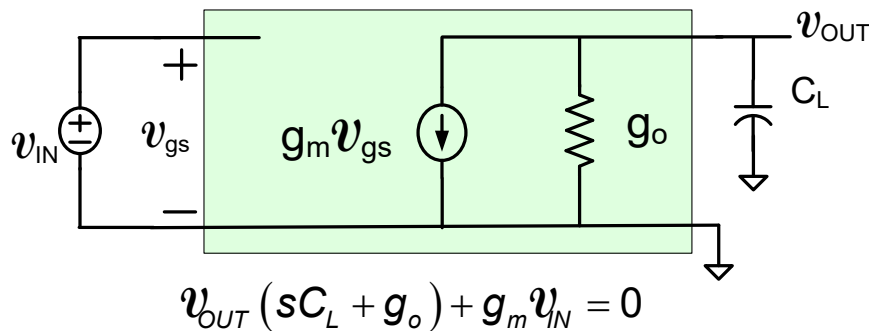 v_OUT
+
C_L
+
v_IN
v_gs
g_m v_gs
g_o
−
−
v_OUT (sC_L + g_o) + g_m v_IN = 0